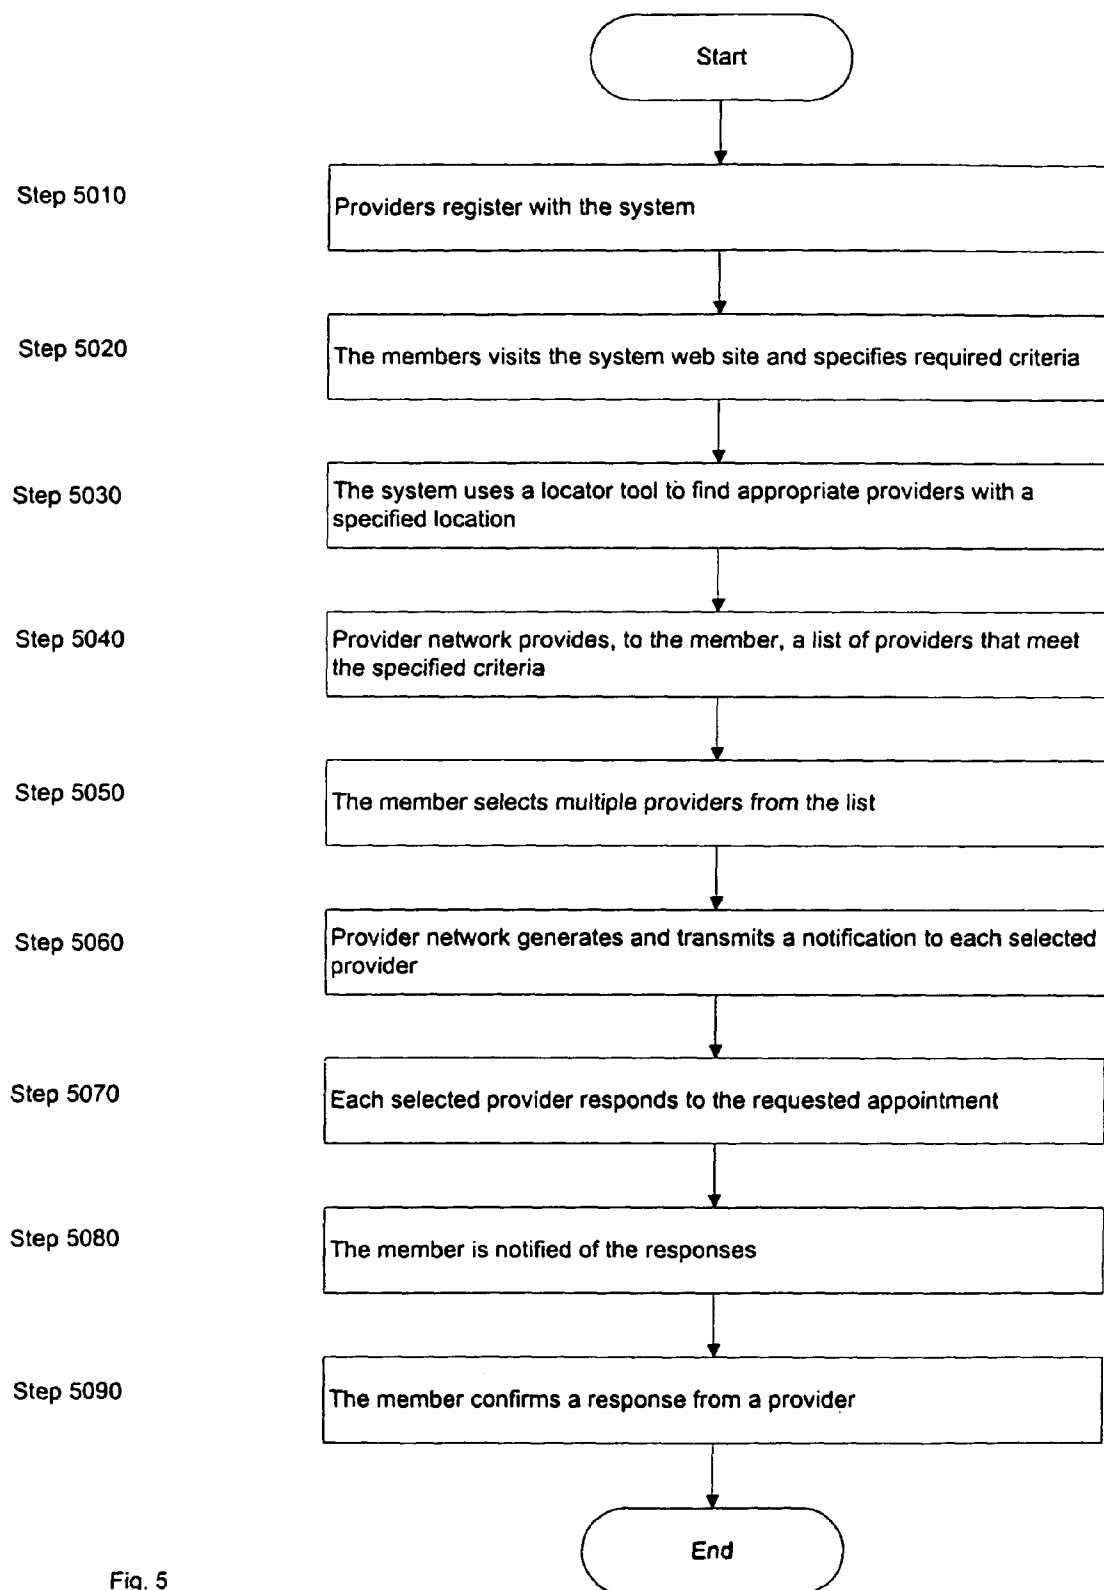 Start
Step 5010
Providers register with the system
Step 5020
The members visits the system web site and specifies required criteria
Step 5030
The system uses a locator tool to find appropriate providers with a
specified location
Step 5040
Provider network provides, to the member, a list of providers that meet
the specified criteria
Step 5050
The member selects multiple providers from the list
Step 5060
Provider network generates and transmits a notification to each selected
provider
Step 5070
Each selected provider responds to the requested appointment
Step 5080
The member is notified of the responses
Step 5090
The member confirms a response from a provider
End
Fig. 5